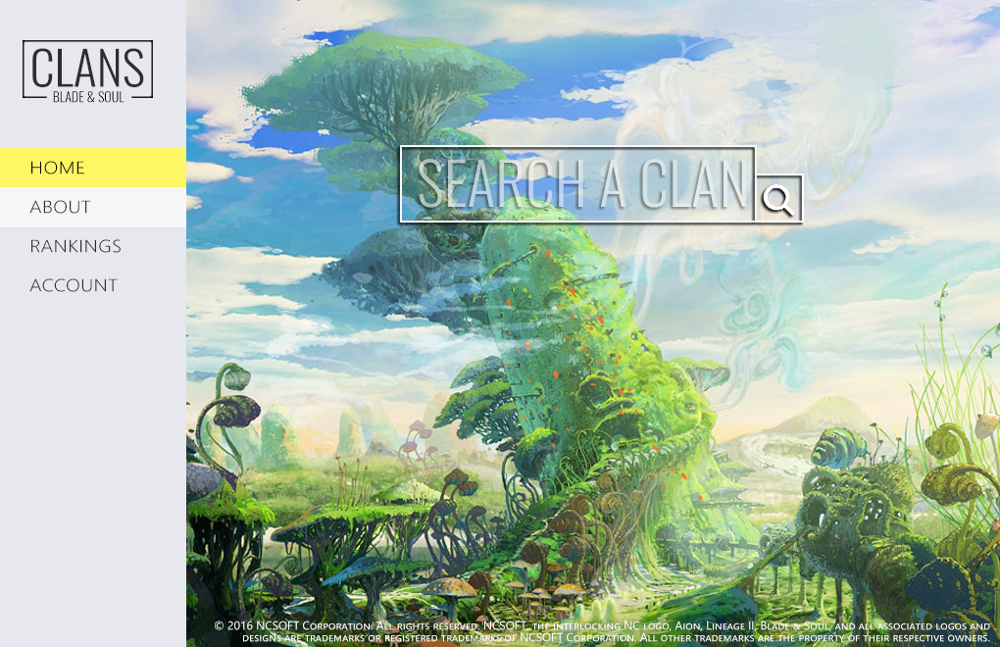 CLANS
BLADE & SOUL
HOME
ABOUT
RANKINGS
ACCOUNT
SEARCH A CLAN
© 2016 NCSOFT Corporation. All rights reserved. NCSOFT, the interlocking NC logo, Aion, Lineage II, Blade & Soul, and all associated logos and
designs are trademarks or registered trademarks of NCSOFT Corporation. All other trademarks are the property of their respective owners.